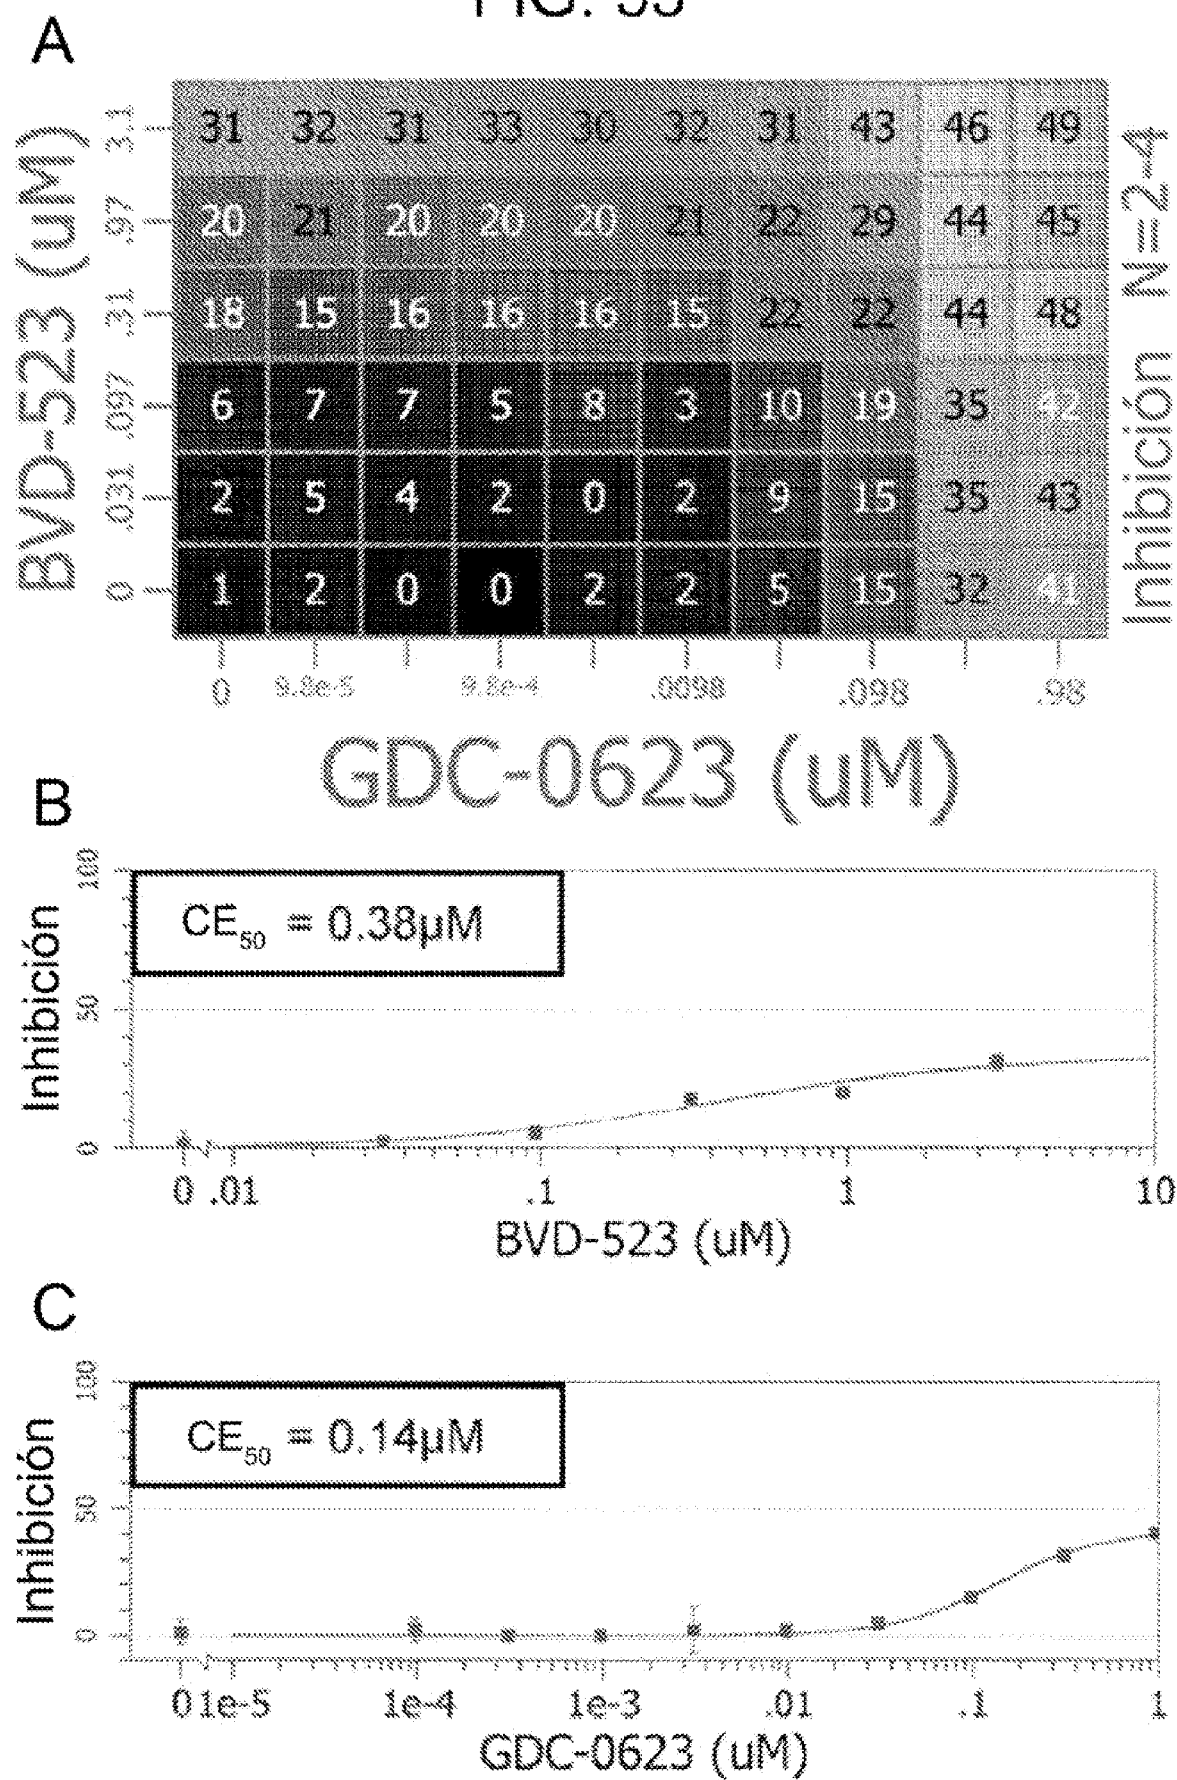 A
BVD-523 (uM)
3.1 31 32 31 33 30 32 31 43 46 49
.97 20 21 20 20 20 21 22 29 44 45
.31 18 15 16 16 16 15 22 22 44 48
.097 6 7 7 5 8 3 10 19 35 42
.031 2 5 4 2 0 2 9 15 35 43
0 1 2 0 0 2 2 5 15 32 41
0 9.8e-5 9.8e-4 .0098 .098 .98
GDC-0623 (uM)
Inhibición N=2-4
B
CE50 = 0.38µM
Inhibición
100
50
0
0 .01 .1 1 10
BVD-523 (uM)
C
CE50 = 0.14µM
Inhibición
100
50
0
0 1e-5 1e-4 1e-3 .01 .1 1
GDC-0623 (uM)